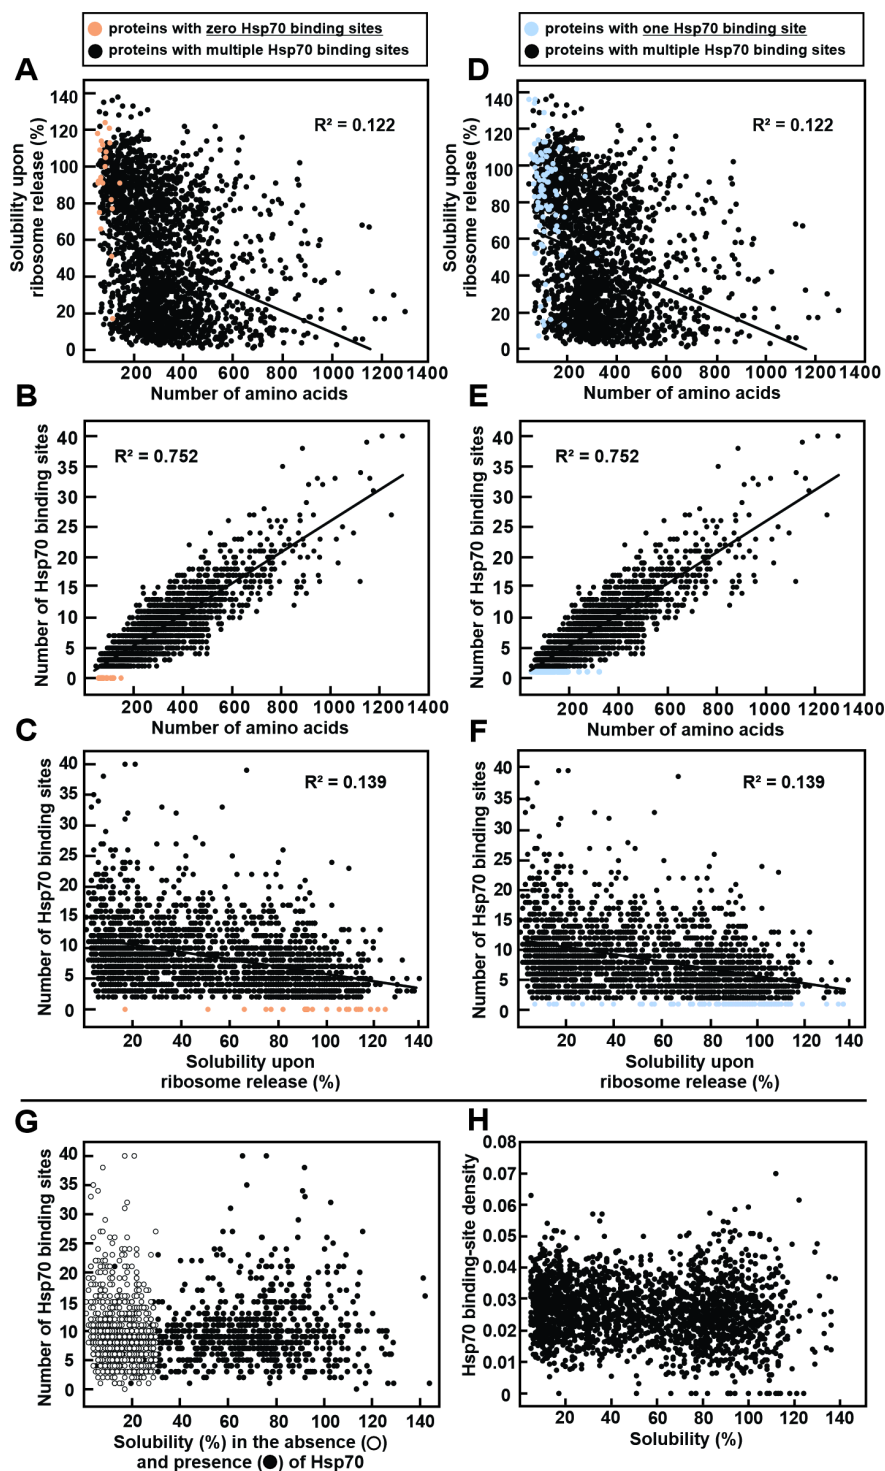 proteins with zero Hsp70 binding sites
proteins with multiple Hsp70 binding sites
proteins with one Hsp70 binding site
proteins with multiple Hsp70 binding sites
A
Solubility upon
ribosome release (%)
140
120
100
80
60
40
20
0
R² = 0.122
200 400 600 800 1000 1200 1400
Number of amino acids
D
Solubility upon
ribosome release (%)
140
120
100
80
60
40
20
0
R² = 0.122
200 400 600 800 1000 1200 1400
Number of amino acids
B
Number of Hsp70 binding sites
40
35
30
25
20
15
10
5
0
R² = 0.752
200 400 600 800 1000 1200 1400
Number of amino acids
E
Number of Hsp70 binding sites
40
35
30
25
20
15
10
5
0
R² = 0.752
200 400 600 800 1000 1200 1400
Number of amino acids
C
Number of Hsp70 binding sites
40
35
30
25
20
15
10
5
0
R² = 0.139
20 40 60 80 100 120 140
Solubility upon
ribosome release (%)
F
Number of Hsp70 binding sites
40
35
30
25
20
15
10
5
0
R² = 0.139
20 40 60 80 100 120 140
Solubility upon
ribosome release (%)
G
Number of Hsp70 binding sites
40
35
30
25
20
15
10
5
0
20 40 60 80 100 120 140
Solubility (%) in the absence (○)
and presence (●) of Hsp70
H
Hsp70 binding-site density
0.08
0.07
0.06
0.05
0.04
0.03
0.02
0.01
0
20 40 60 80 100 120 140
Solubility (%)